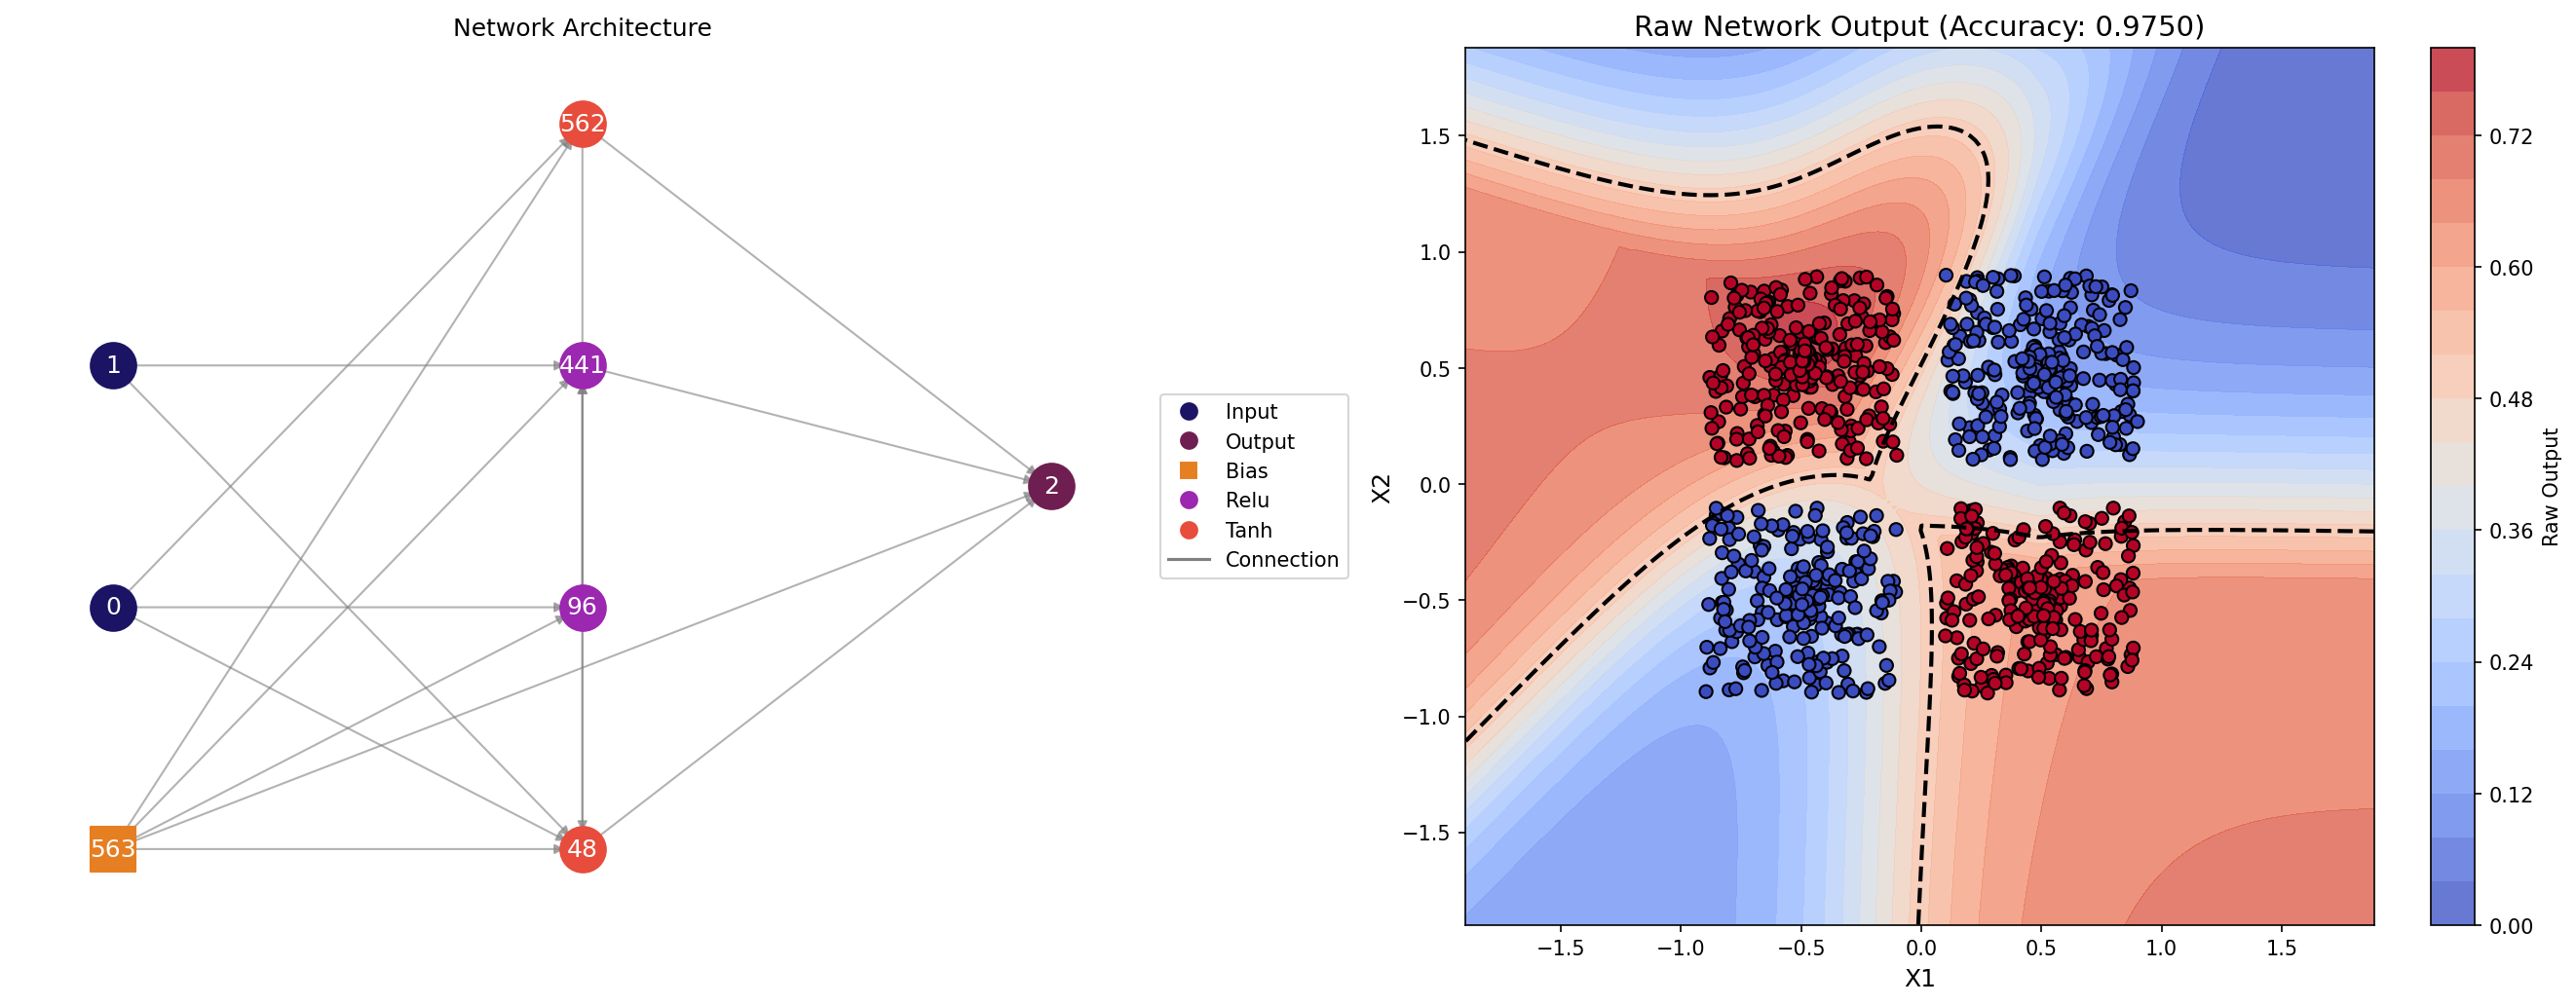 Network Architecture
562
1
441
0
96
563
48
2
Input
Output
Bias
Relu
Tanh
Connection
Raw Network Output (Accuracy: 0.9750)
X2
1.5
1.0
0.5
0.0
−0.5
−1.0
−1.5
−1.5
−1.0
−0.5
0.0
0.5
1.0
1.5
X1
0.72
0.60
0.48
0.36
0.24
0.12
0.00
Raw Output